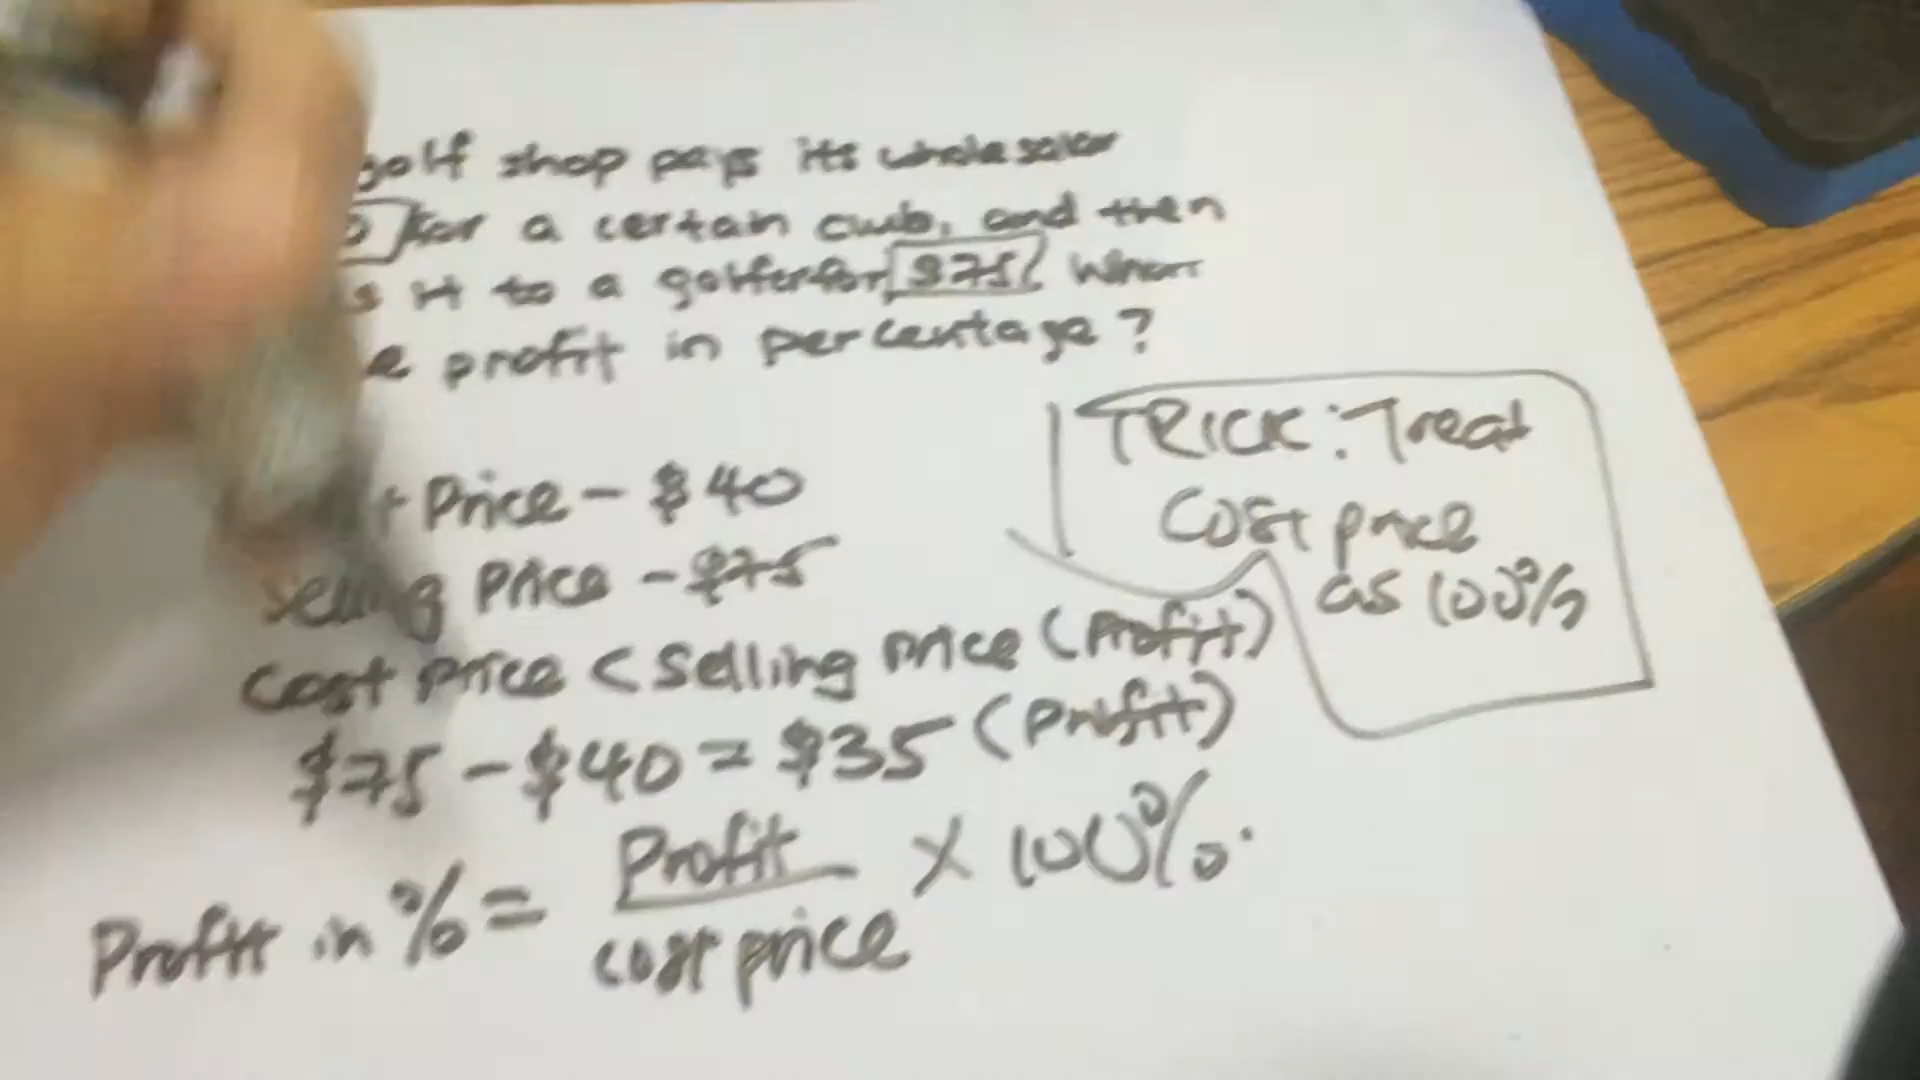 golf shop pays its wholesaler
for a certain club, and then
s it to a golfer for $75. What
e profit in percentage?
TRICK: Treat
cost price
as 100%
t Price - $40
Selling Price - $75
Cost price < Selling price (Profit)
$75 - $40 = $35 (Profit)
Profit in % = Profit / cost price × 100%.